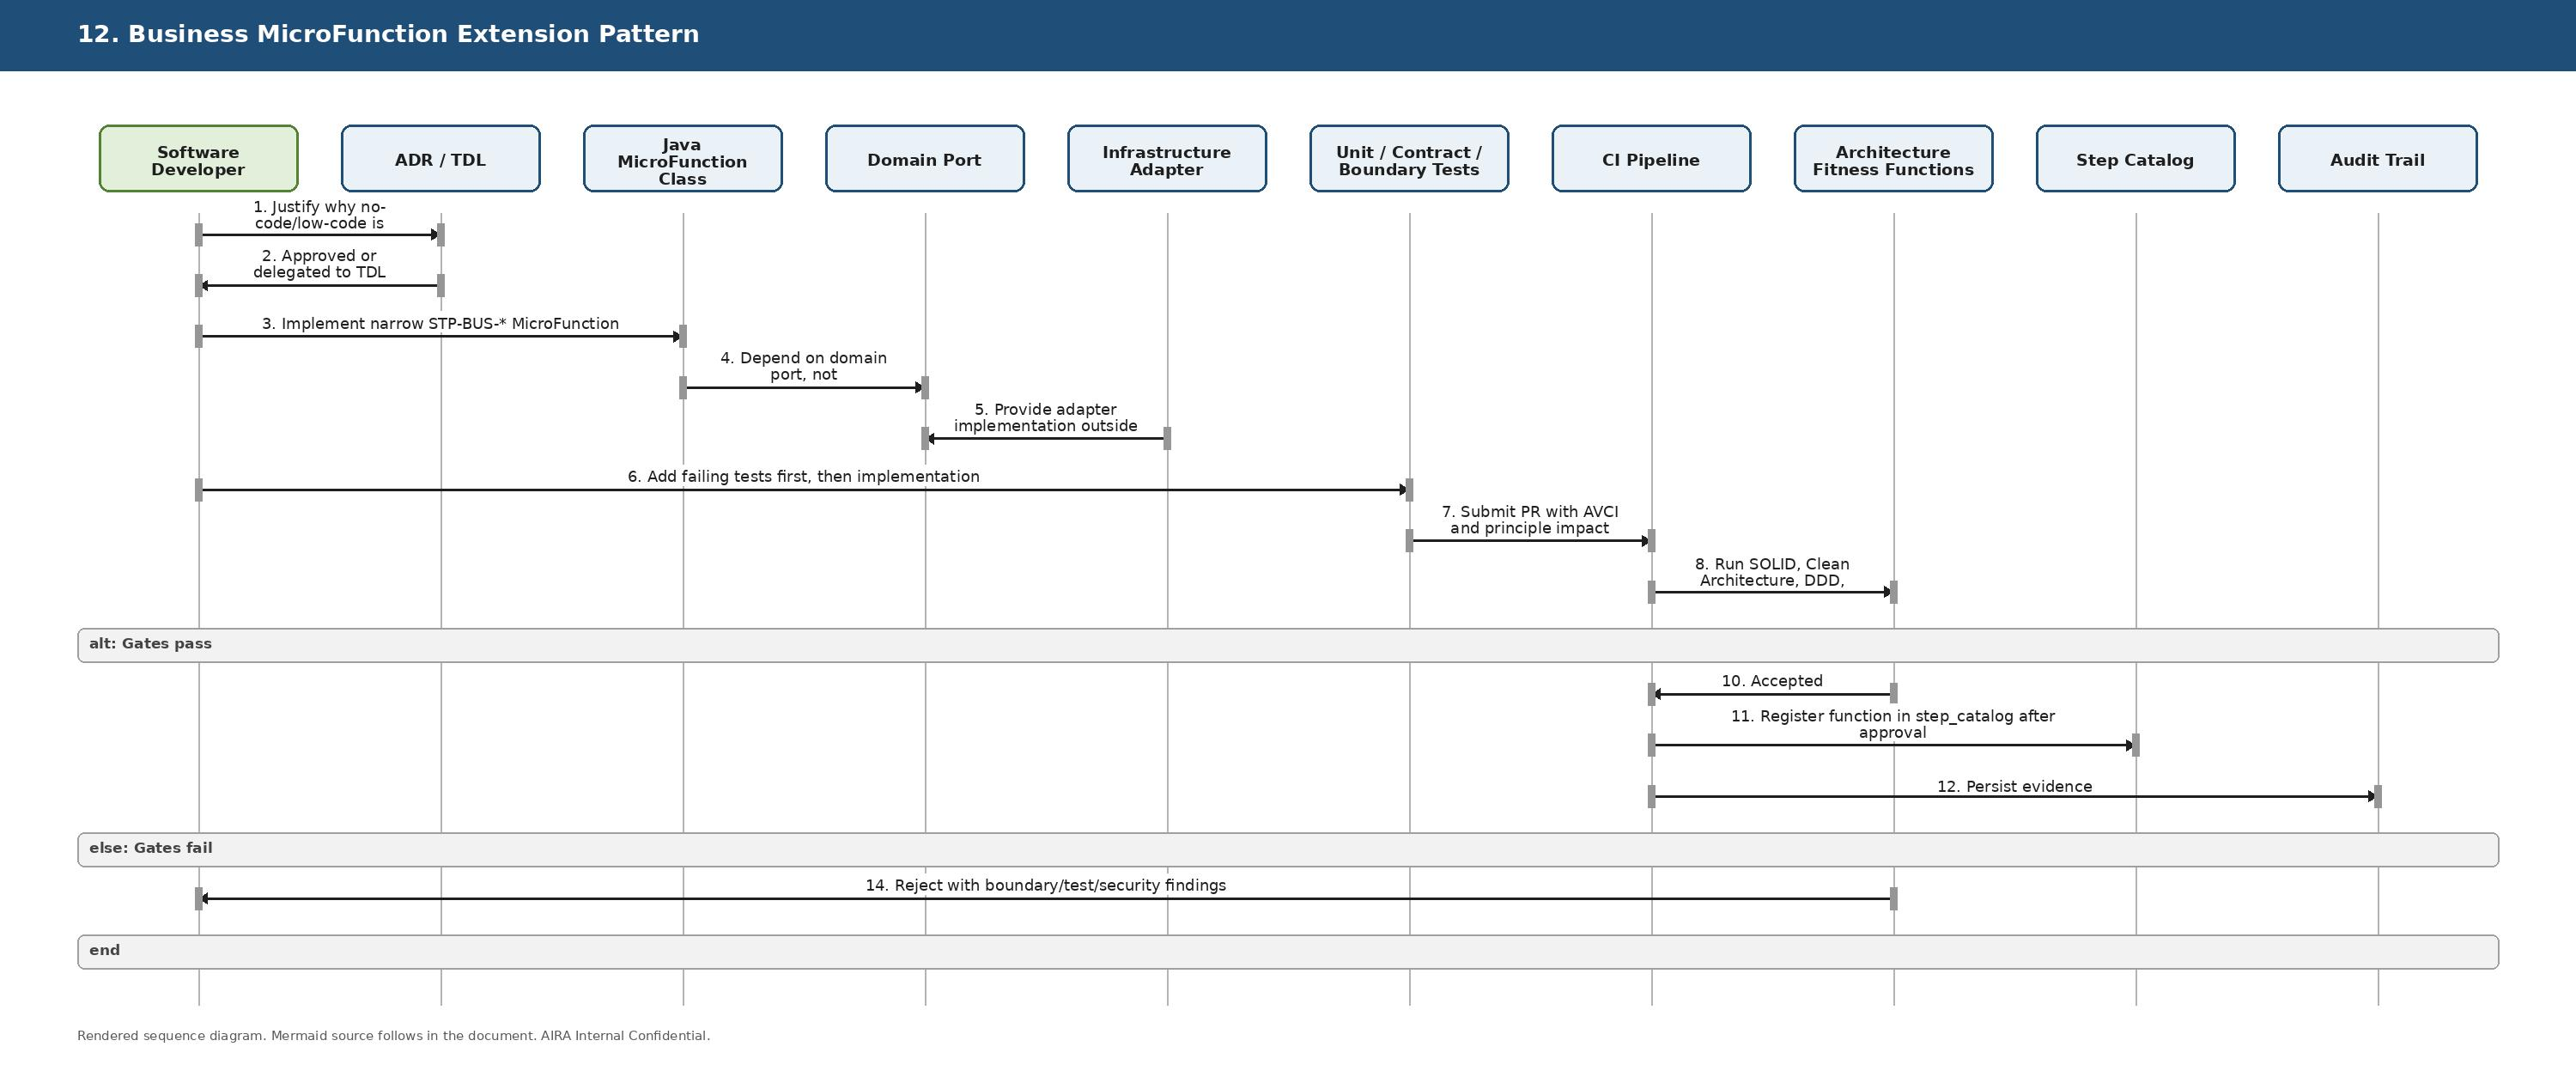 12. Business MicroFunction Extension Pattern
Software
Developer
ADR / TDL
Java
MicroFunction
Class
Domain Port
Infrastructure
Adapter
Unit / Contract /
Boundary Tests
CI Pipeline
Architecture
Fitness Functions
Step Catalog
Audit Trail
1. Justify why no-
code/low-code is
2. Approved or
delegated to TDL
3. Implement narrow STP-BUS-* MicroFunction
4. Depend on domain
port, not
5. Provide adapter
implementation outside
6. Add failing tests first, then implementation
7. Submit PR with AVCI
and principle impact
8. Run SOLID, Clean
Architecture, DDD,
alt: Gates pass
10. Accepted
11. Register function in step_catalog after
approval
12. Persist evidence
else: Gates fail
14. Reject with boundary/test/security findings
end
Rendered sequence diagram. Mermaid source follows in the document. AIRA Internal Confidential.